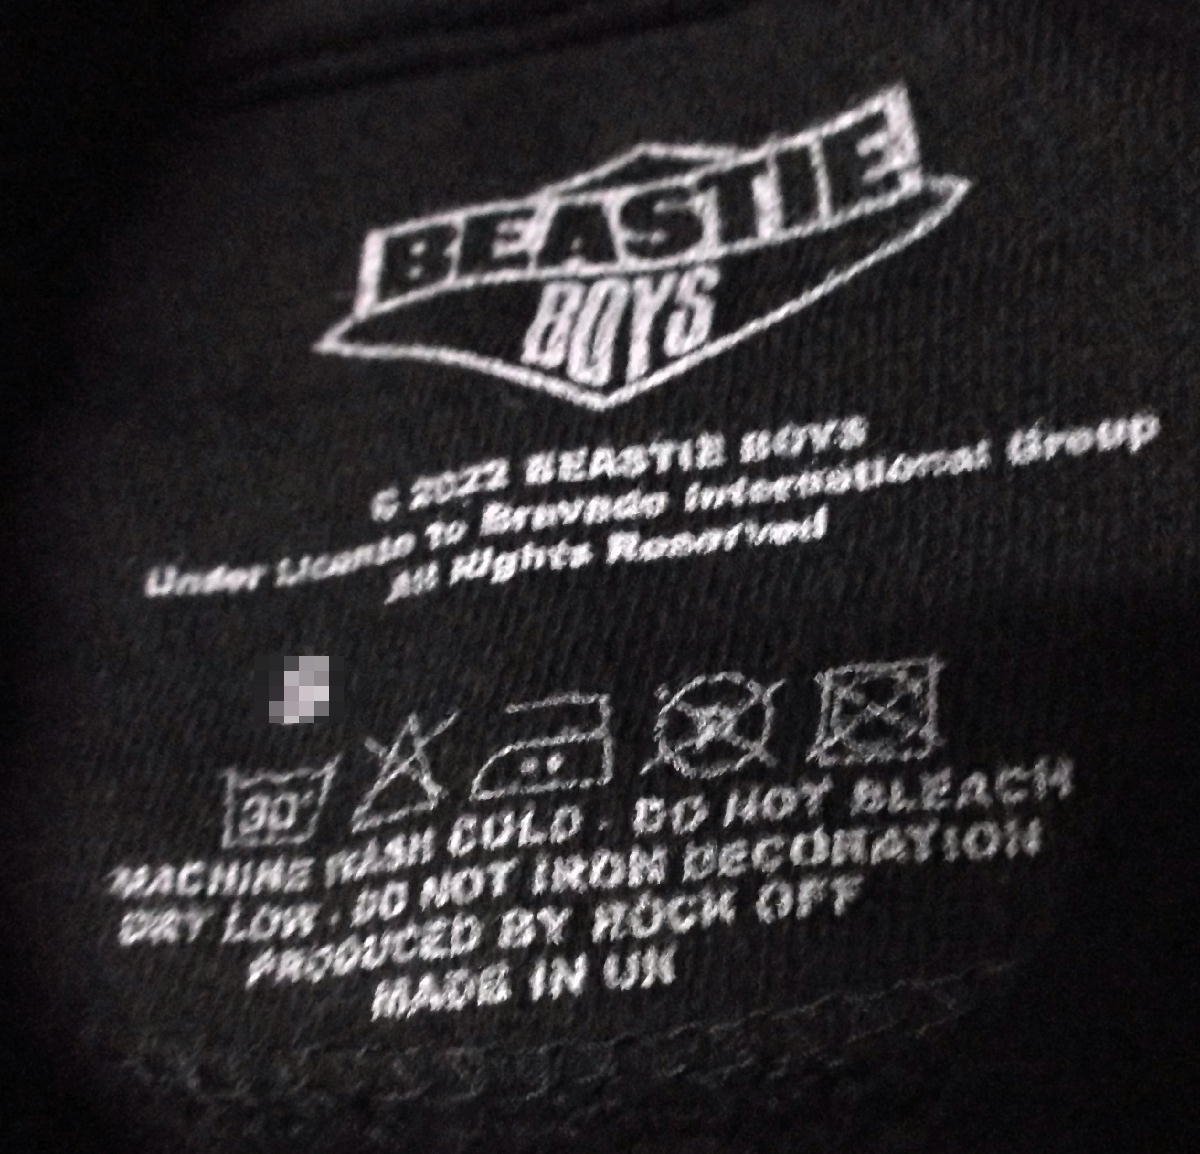 BEASTIE
BOYS
© 2022 BEASTIE BOYS
Under License to Bravado International Group
All Rights Reserved
30°
MACHINE WASH COLD · DO NOT BLEACH
DRY LOW · DO NOT IRON DECORATION
PRODUCED BY ROCK OFF
MADE IN UK